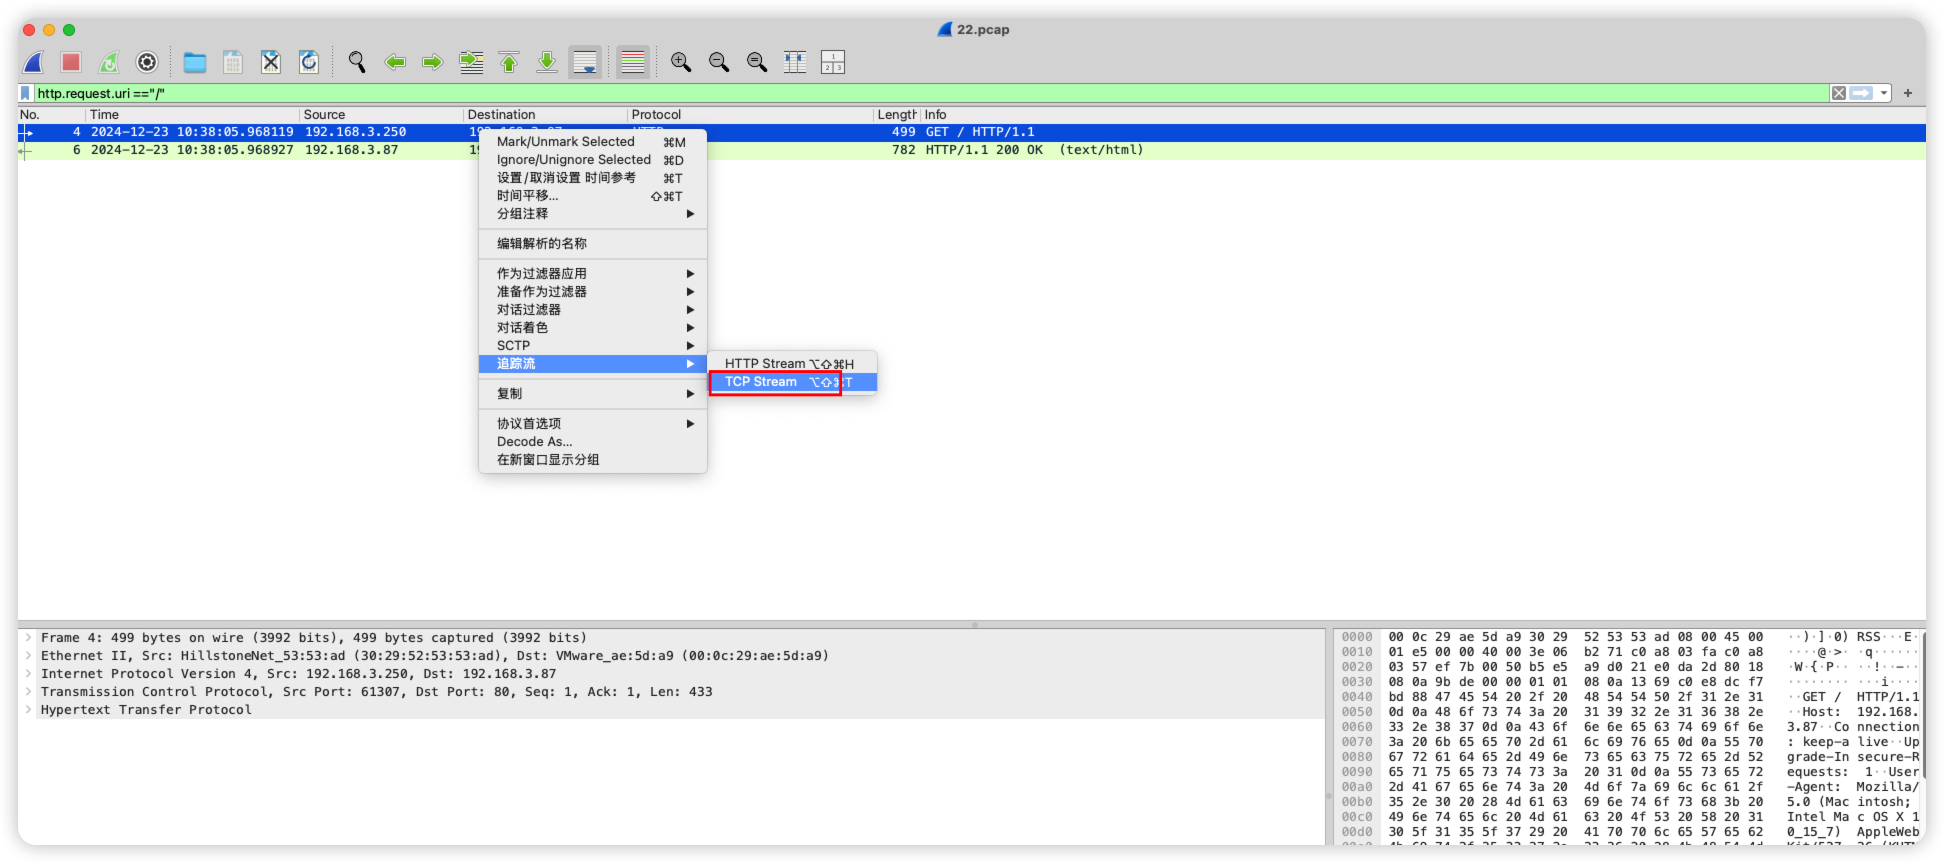 22.pcap
http.request.uri =="/"
+
No. Time Source Destination Protocol Length Info
4 2024-12-23 10:38:05.968119 192.168.3.250 499 GET / HTTP/1.1
6 2024-12-23 10:38:05.968927 192.168.3.87 782 HTTP/1.1 200 OK (text/html)
Mark/Unmark Selected ⌘M
Ignore/Unignore Selected ⌘D
设置/取消设置 时间参考 ⌘T
时间平移... ⇧⌘T
分组注释
编辑解析的名称
作为过滤器应用
准备作为过滤器
对话过滤器
对话着色
SCTP
追踪流
HTTP Stream ⌥⇧⌘H
TCP Stream ⌥⇧⌘T
复制
协议首选项
Decode As...
在新窗口显示分组
Frame 4: 499 bytes on wire (3992 bits), 499 bytes captured (3992 bits)
Ethernet II, Src: HillstoneNet_53:53:ad (30:29:52:53:53:ad), Dst: VMware_ae:5d:a9 (00:0c:29:ae:5d:a9)
Internet Protocol Version 4, Src: 192.168.3.250, Dst: 192.168.3.87
Transmission Control Protocol, Src Port: 61307, Dst Port: 80, Seq: 1, Ack: 1, Len: 433
Hypertext Transfer Protocol
0000 00 0c 29 ae 5d a9 30 29 52 53 53 ad 08 00 45 00 ··)·]·0) RSS···E·
0010 01 e5 00 00 40 00 3e 06 b2 71 c0 a8 03 fa c0 a8 ····@·>· ·q······
0020 03 57 ef 7b 00 50 b5 e5 a9 d0 21 e0 da 2d 80 18 ·W·{·P·· ··!··-··
0030 08 0a 9b de 00 00 01 01 08 0a 13 69 c0 e8 dc f7 ········ ···i····
0040 bd 88 47 45 54 20 2f 20 48 54 54 50 2f 31 2e 31 ··GET / HTTP/1.1
0050 0d 0a 48 6f 73 74 3a 20 31 39 32 2e 31 36 38 2e ··Host: 192.168.
0060 33 2e 38 37 0d 0a 43 6f 6e 6e 65 63 74 69 6f 6e 3.87··Co nnection
0070 3a 20 6b 65 65 70 2d 61 6c 69 76 65 0d 0a 55 70 : keep-a live··Up
0080 67 72 61 64 65 2d 49 6e 73 65 63 75 72 65 2d 52 grade-In secure-R
0090 65 71 75 65 73 74 73 3a 20 31 0d 0a 55 73 65 72 equests: 1··User
00a0 2d 41 67 65 6e 74 3a 20 4d 6f 7a 69 6c 6c 61 2f -Agent: Mozilla/
00b0 35 2e 30 20 28 4d 61 63 69 6e 74 6f 73 68 3b 20 5.0 (Mac intosh;
00c0 49 6e 74 65 6c 20 4d 61 63 20 4f 53 20 58 20 31 Intel Ma c OS X 1
00d0 30 5f 31 35 5f 37 29 20 41 70 70 6c 65 57 65 62 0_15_7) AppleWeb